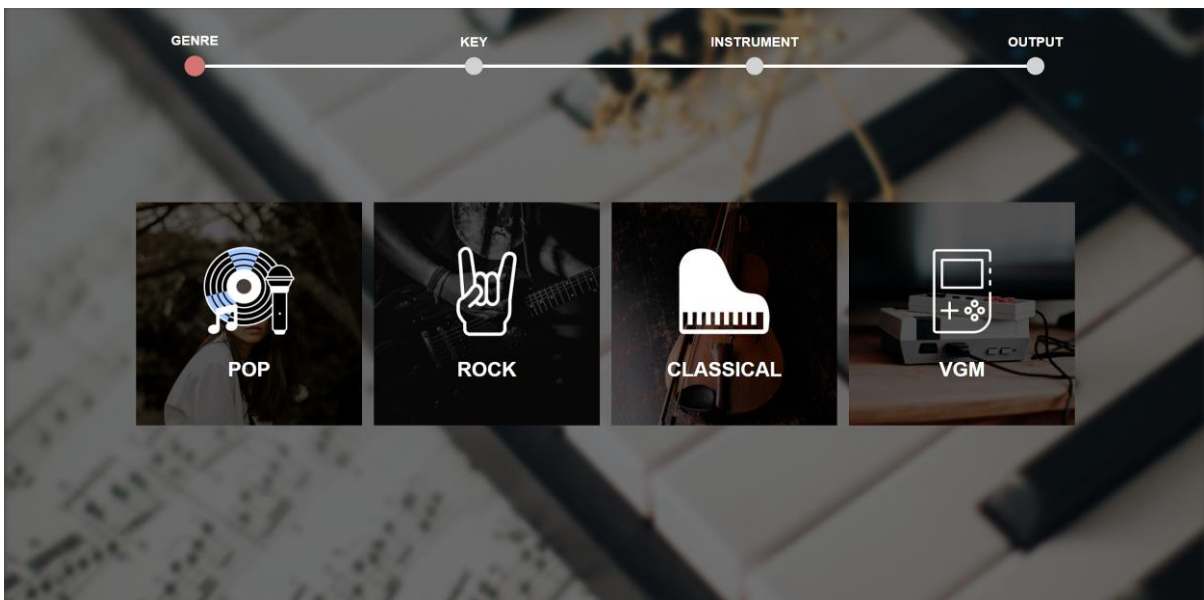 GENRE KEY INSTRUMENT OUTPUT
POP ROCK CLASSICAL VGM